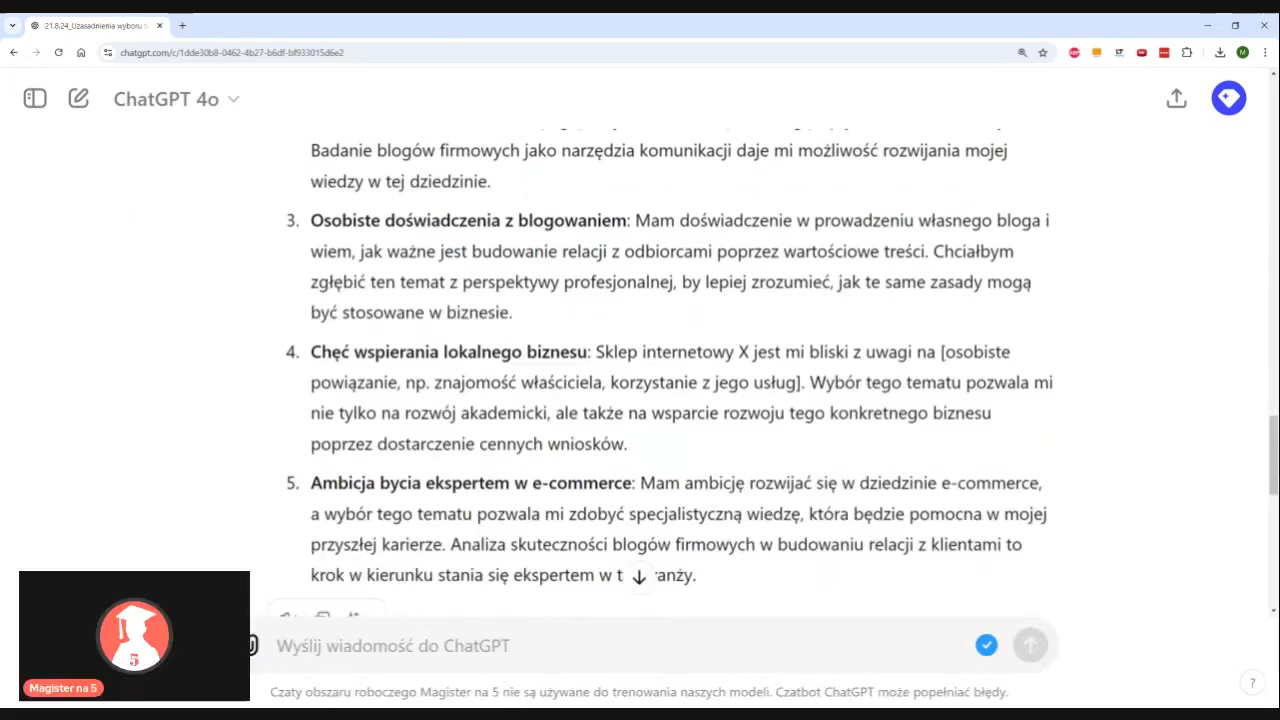 21.8.24_Uzasadnienia wyboru t
chatgpt.com/c/1dde30b8-0462-4b27-b6df-bf933015d6e2
ChatGPT 4o
Badanie blogów firmowych jako narzędzia komunikacji daje mi możliwość rozwijania mojej
wiedzy w tej dziedzinie.
3. Osobiste doświadczenia z blogowaniem: Mam doświadczenie w prowadzeniu własnego bloga i
wiem, jak ważne jest budowanie relacji z odbiorcami poprzez wartościowe treści. Chciałbym
zgłębić ten temat z perspektywy profesjonalnej, by lepiej zrozumieć, jak te same zasady mogą
być stosowane w biznesie.
4. Chęć wspierania lokalnego biznesu: Sklep internetowy X jest mi bliski z uwagi na [osobiste
powiązanie, np. znajomość właściciela, korzystanie z jego usług]. Wybór tego tematu pozwala mi
nie tylko na rozwój akademicki, ale także na wsparcie rozwoju tego konkretnego biznesu
poprzez dostarczenie cennych wniosków.
5. Ambicja bycia ekspertem w e-commerce: Mam ambicję rozwijać się w dziedzinie e-commerce,
a wybór tego tematu pozwala mi zdobyć specjalistyczną wiedzę, która będzie pomocna w mojej
przyszłej karierze. Analiza skuteczności blogów firmowych w budowaniu relacji z klientami to
krok w kierunku stania się ekspertem w t ranży.
Wyślij wiadomość do ChatGPT
5
Magister na 5
Czaty obszaru roboczego Magister na 5 nie są używane do trenowania naszych modeli. Czatbot ChatGPT może popełniać błędy.
?